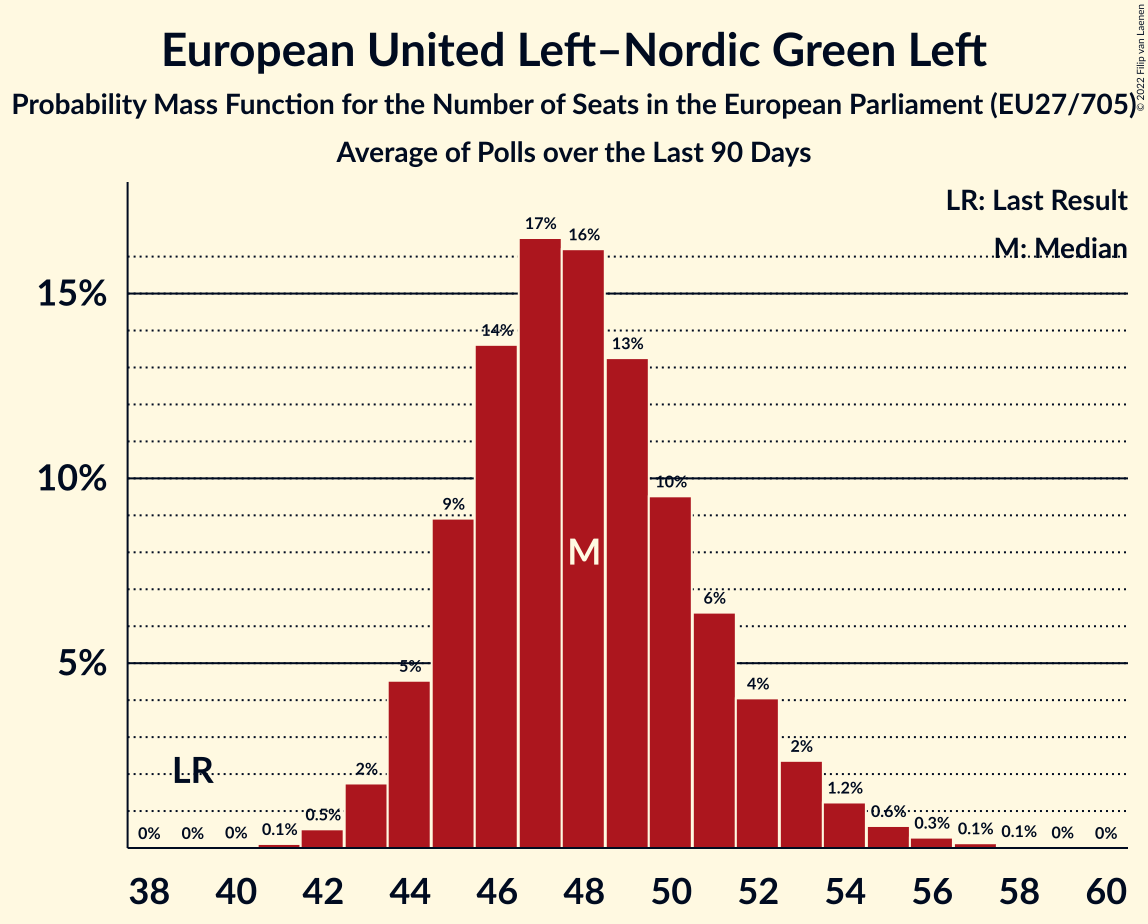 European United Left–Nordic Green Left
Probability Mass Function for the Number of Seats in the European Parliament (EU27/705)
Average of Polls over the Last 90 Days
© 2022 Filip van Laenen
LR: Last Result
M: Median
15%
10%
5%
0% 0% 0% 0.1% 0.5% 2% 5% 9% 14% 17% 16% 13% 10% 6% 4% 2% 1.2% 0.6% 0.3% 0.1% 0.1% 0% 0%
LR
M
38 40 42 44 46 48 50 52 54 56 58 60